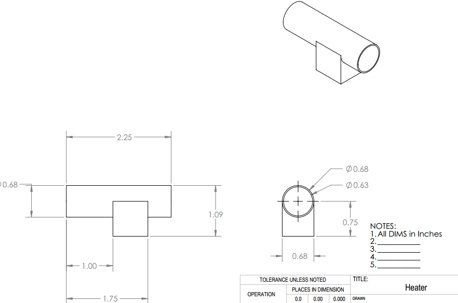 2.25
Ø0.68
1.09
1.00
1.75
Ø0.68
Ø0.63
0.75
0.68
NOTES:
1. All DIMS in Inches
2.
3.
4.
5.
TOLERANCE UNLESS NOTED
OPERATION
PLACES IN DIMENSION
0.0 0.00 0.000
TITLE:
Heater
DRAWN